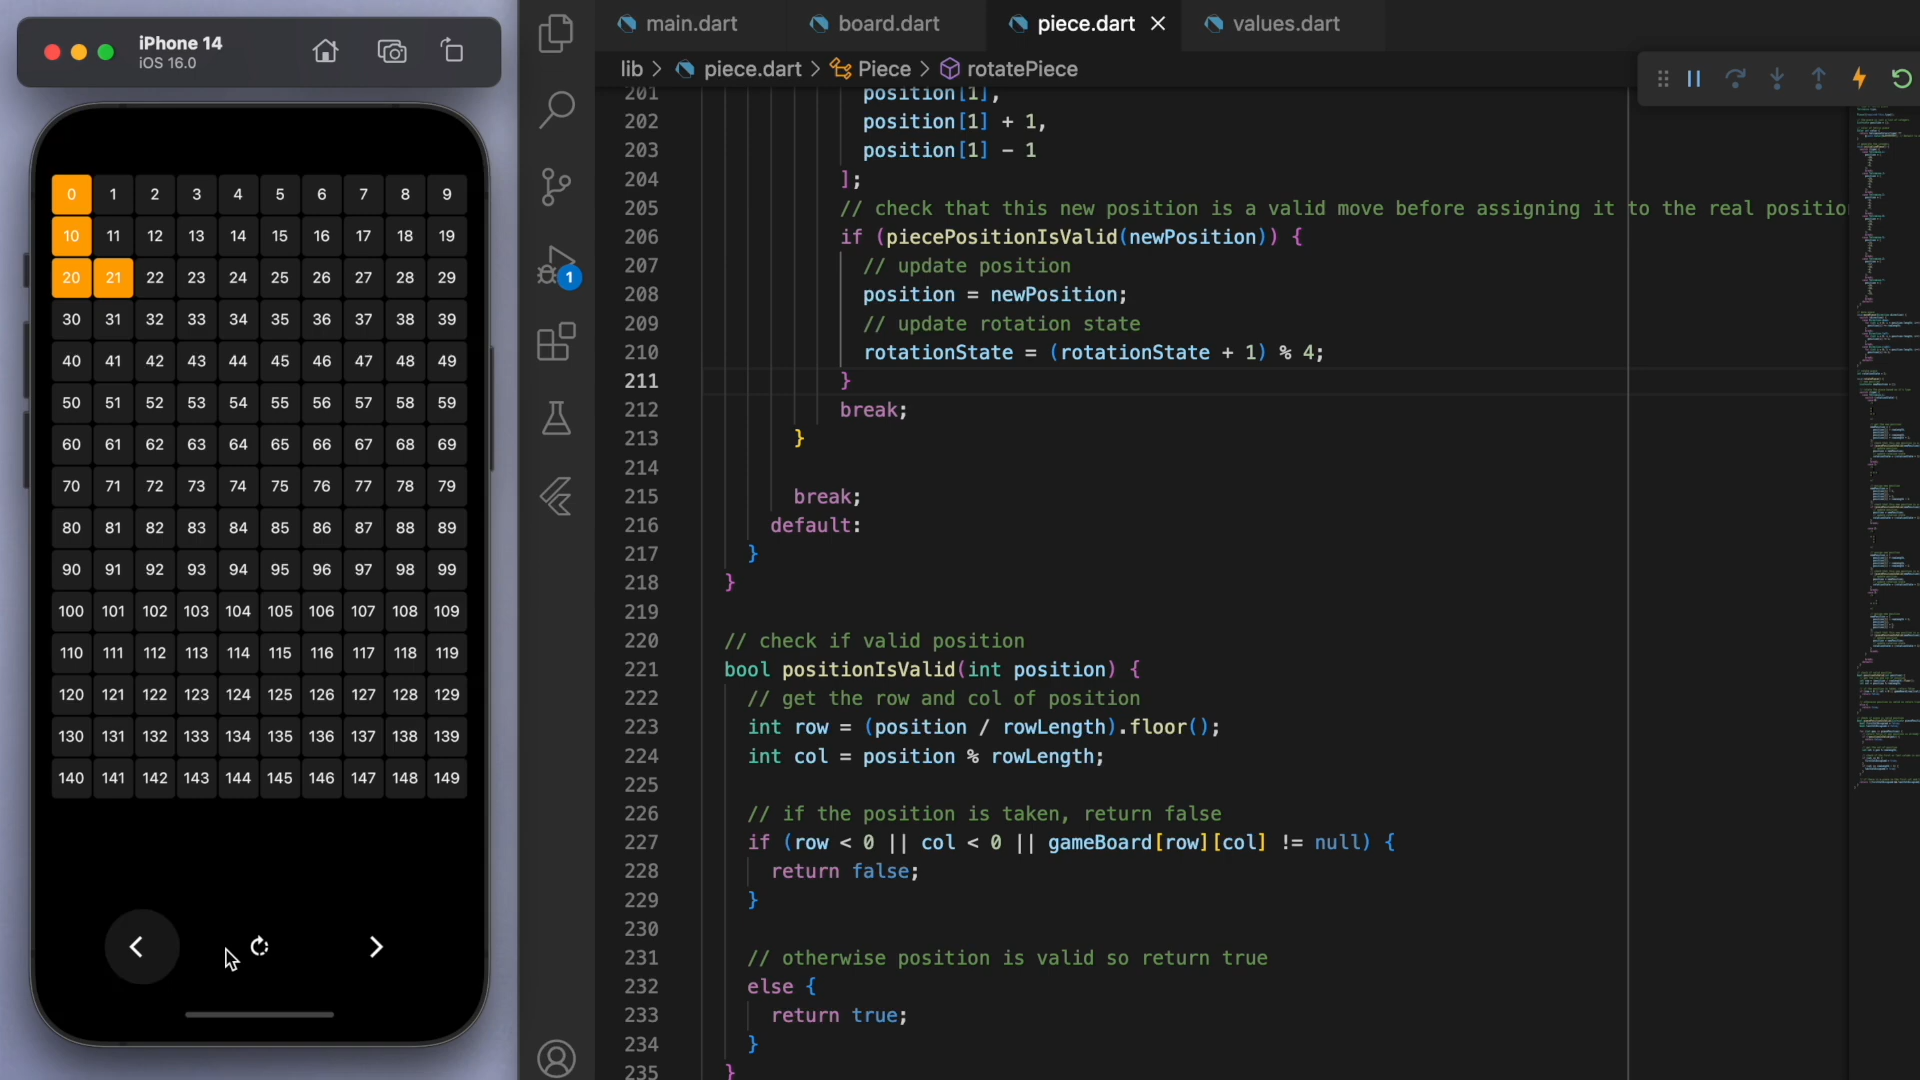 iPhone 14
iOS 16.0
0 1 2 3 4 5 6 7 8 9
10 11 12 13 14 15 16 17 18 19
20 21 22 23 24 25 26 27 28 29
30 31 32 33 34 35 36 37 38 39
40 41 42 43 44 45 46 47 48 49
50 51 52 53 54 55 56 57 58 59
60 61 62 63 64 65 66 67 68 69
70 71 72 73 74 75 76 77 78 79
80 81 82 83 84 85 86 87 88 89
90 91 92 93 94 95 96 97 98 99
100 101 102 103 104 105 106 107 108 109
110 111 112 113 114 115 116 117 118 119
120 121 122 123 124 125 126 127 128 129
130 131 132 133 134 135 136 137 138 139
140 141 142 143 144 145 146 147 148 149
1
main.dart board.dart piece.dart values.dart
lib > piece.dart > Piece > rotatePiece
201 position[1],
202 position[1] + 1,
203 position[1] - 1
204 ];
205 // check that this new position is a valid move before assigning it to the real positio
206 if (piecePositionIsValid(newPosition)) {
207 // update position
208 position = newPosition;
209 // update rotation state
210 rotationState = (rotationState + 1) % 4;
211 }
212 break;
213 }
214
215 break;
216 default:
217 }
218 }
219
220 // check if valid position
221 bool positionIsValid(int position) {
222 // get the row and col of position
223 int row = (position / rowLength).floor();
224 int col = position % rowLength;
225
226 // if the position is taken, return false
227 if (row < 0 || col < 0 || gameBoard[row][col] != null) {
228 return false;
229 }
230
231 // otherwise position is valid so return true
232 else {
233 return true;
234 }
235 }